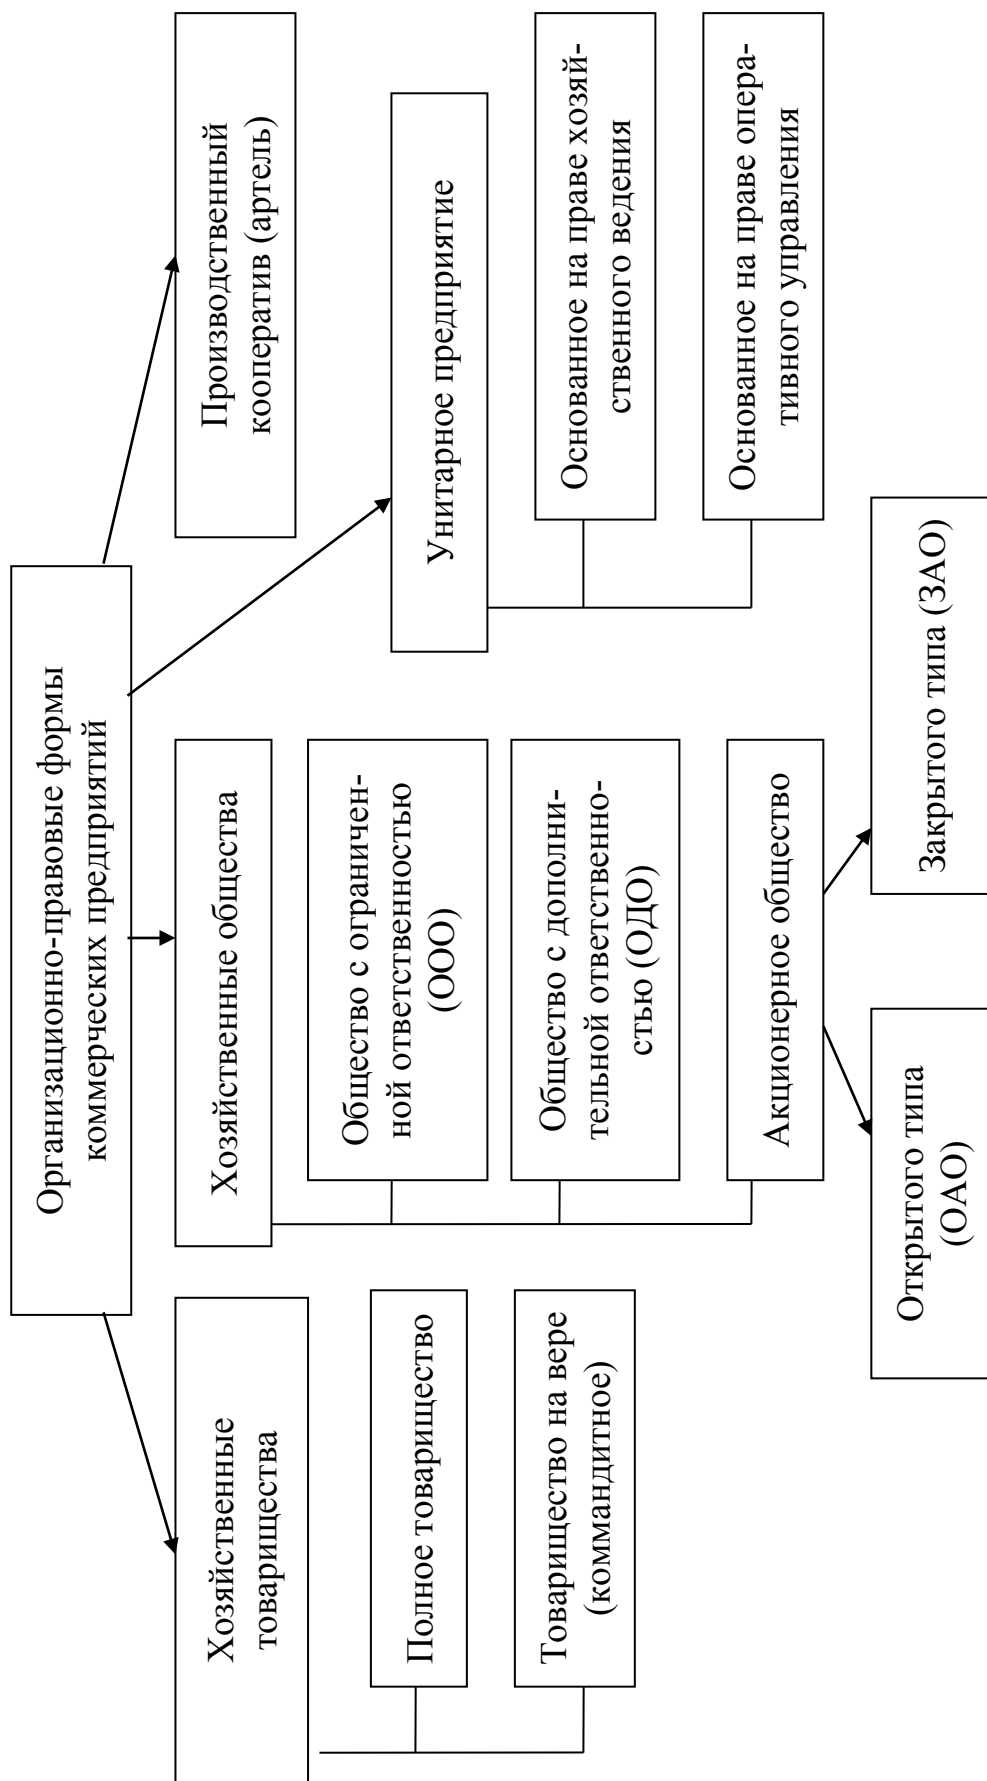 Организационно-правовые формы
коммерческих предприятий
Хозяйственные
товарищества
Полное товарищество
Товарищество на вере
(коммандитное)
Хозяйственные общества
Общество с ограничен-
ной ответственностью
(ООО)
Общество с дополни-
тельной ответственно-
стью (ОДО)
Акционерное общество
Открытого типа
(ОАО)
Закрытого типа (ЗАО)
Унитарное предприятие
Основанное на праве хозяй-
ственного ведения
Основанное на праве опера-
тивного управления
Производственный
кооператив (артель)